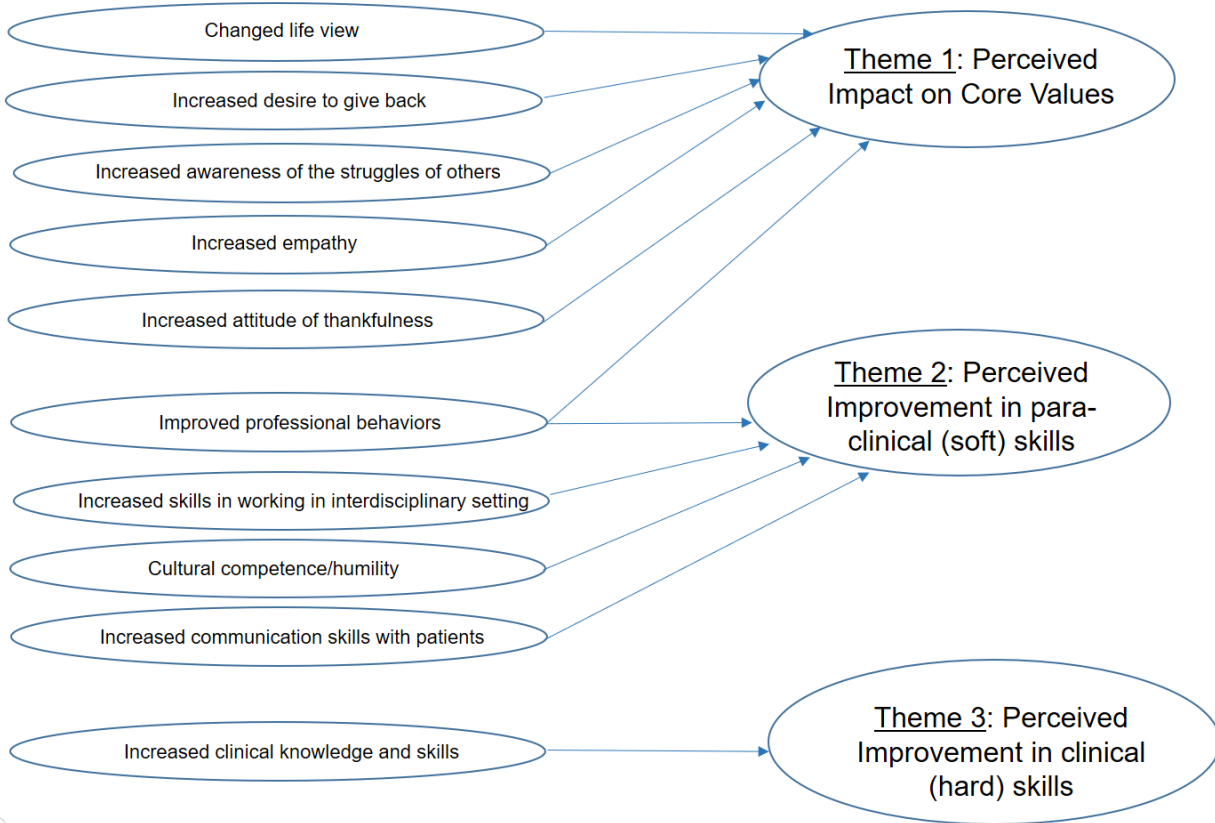 Changed life view
Increased desire to give back
Increased awareness of the struggles of others
Increased empathy
Increased attitude of thankfulness
Improved professional behaviors
Increased skills in working in interdisciplinary setting
Cultural competence/humility
Increased communication skills with patients
Increased clinical knowledge and skills
Theme 1: Perceived
Impact on Core Values
Theme 2: Perceived
Improvement in para-
clinical (soft) skills
Theme 3: Perceived
Improvement in clinical
(hard) skills